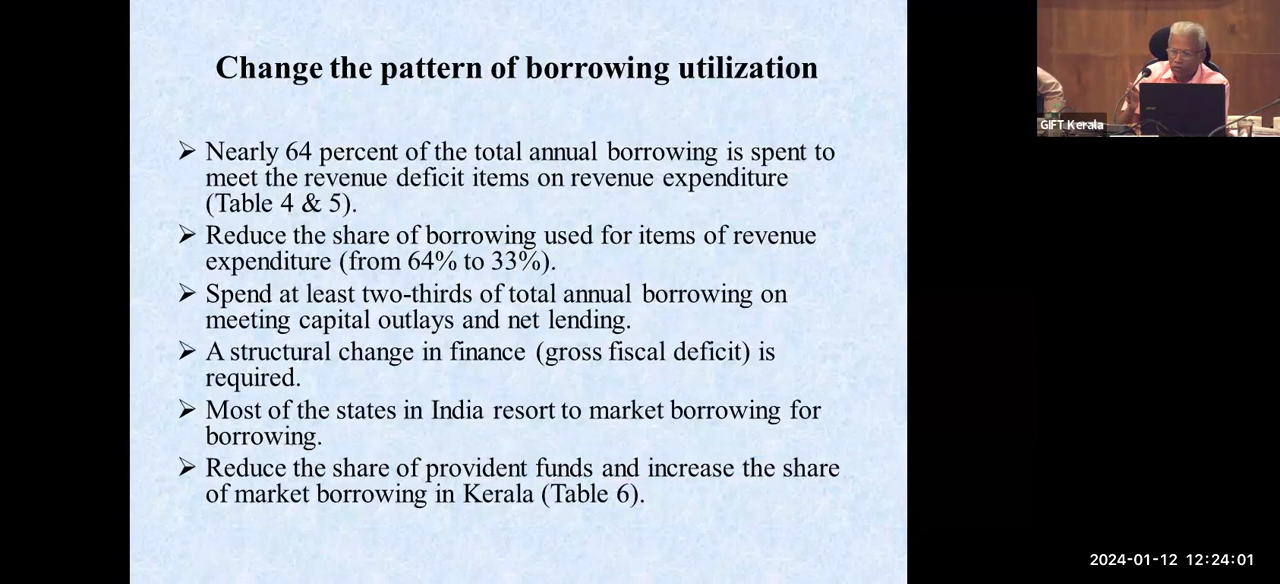 Change the pattern of borrowing utilization
➢ Nearly 64 percent of the total annual borrowing is spent to
meet the revenue deficit items on revenue expenditure
(Table 4 & 5).
➢ Reduce the share of borrowing used for items of revenue
expenditure (from 64% to 33%).
➢ Spend at least two-thirds of total annual borrowing on
meeting capital outlays and net lending.
➢ A structural change in finance (gross fiscal deficit) is
required.
➢ Most of the states in India resort to market borrowing for
borrowing.
➢ Reduce the share of provident funds and increase the share
of market borrowing in Kerala (Table 6).
GIFT Kerala
2024-01-12 12:24:01